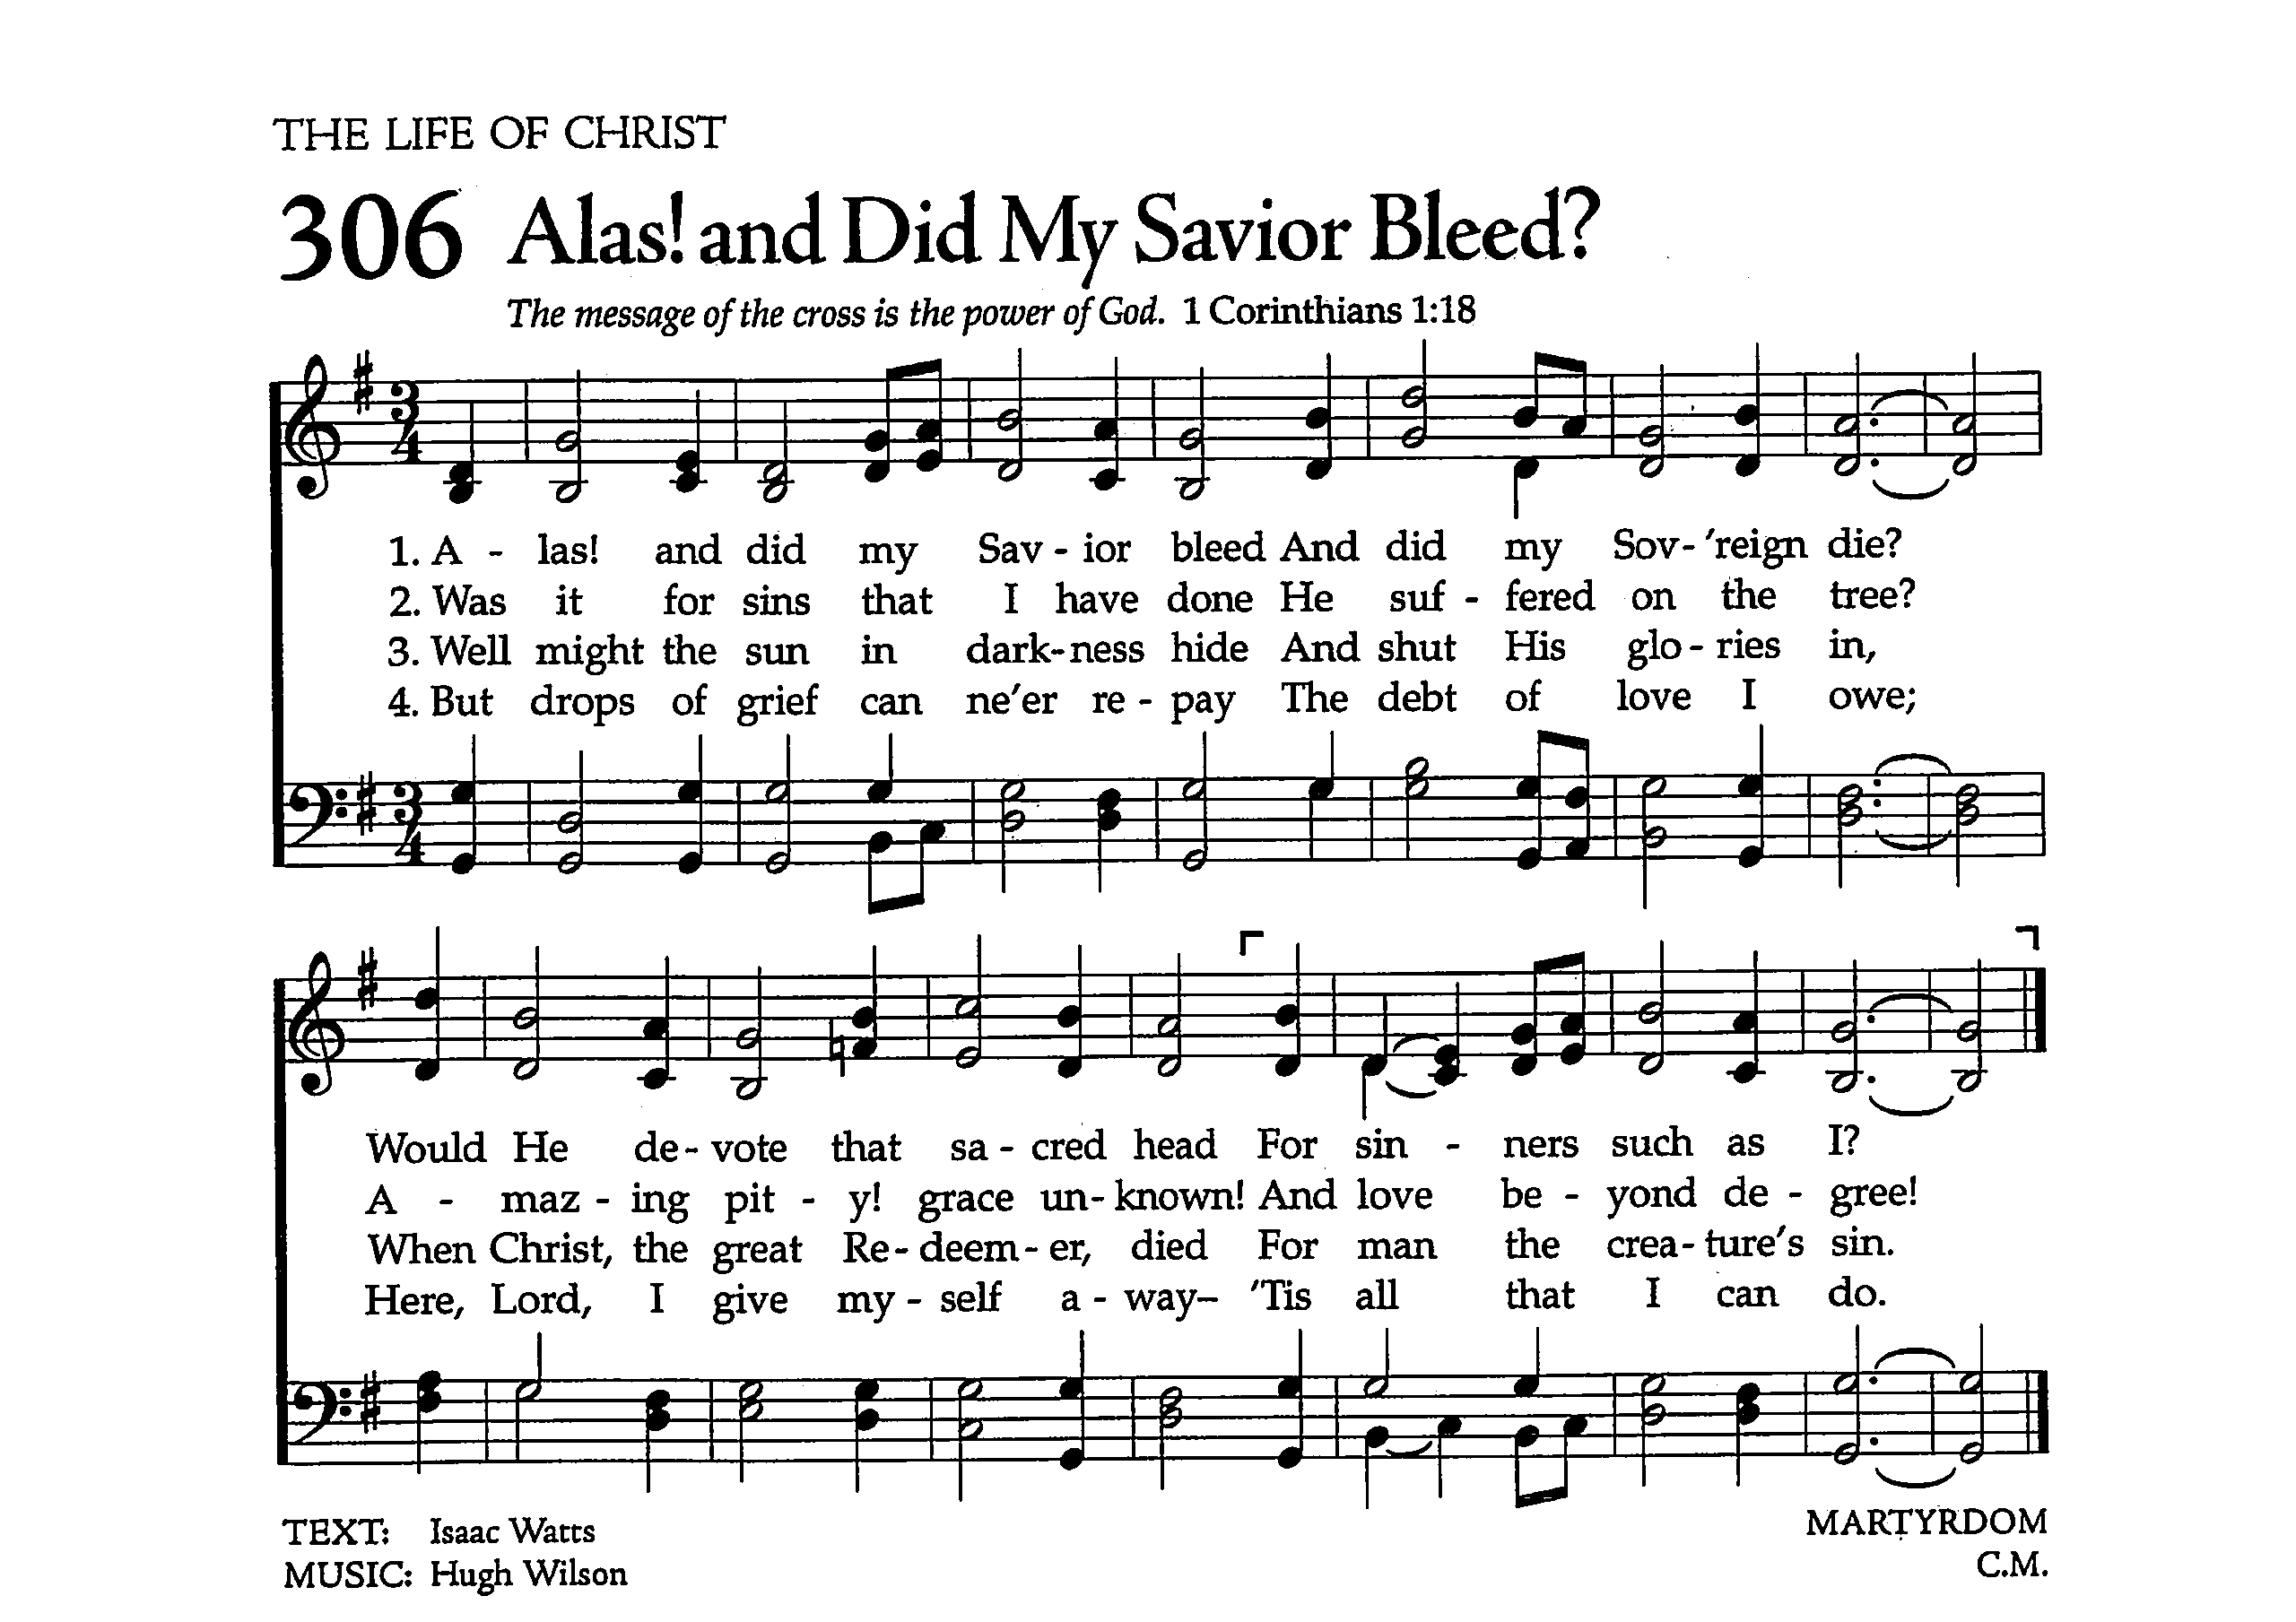 THE LIFE OF CHRIST
306 Alas! and Did My Savior Bleed?
The message of the cross is the power of God. 1 Corinthians 1:18
1. A - las! and did my Sav - ior bleed And did my Sov- 'reign die?
2. Was it for sins that I have done He suf - fered on the tree?
3. Well might the sun in dark- ness hide And shut His glo - ries in,
4. But drops of grief can ne'er re - pay The debt of love I owe;
Would He de - vote that sa - cred head For sin - ners such as I?
A - maz - ing pit - y! grace un- known! And love be - yond de - gree!
When Christ, the great Re - deem - er, died For man the crea - ture's sin.
Here, Lord, I give my - self a - way– 'Tis all that I can do.
TEXT: Isaac Watts
MUSIC: Hugh Wilson
MARTYRDOM
C.M.